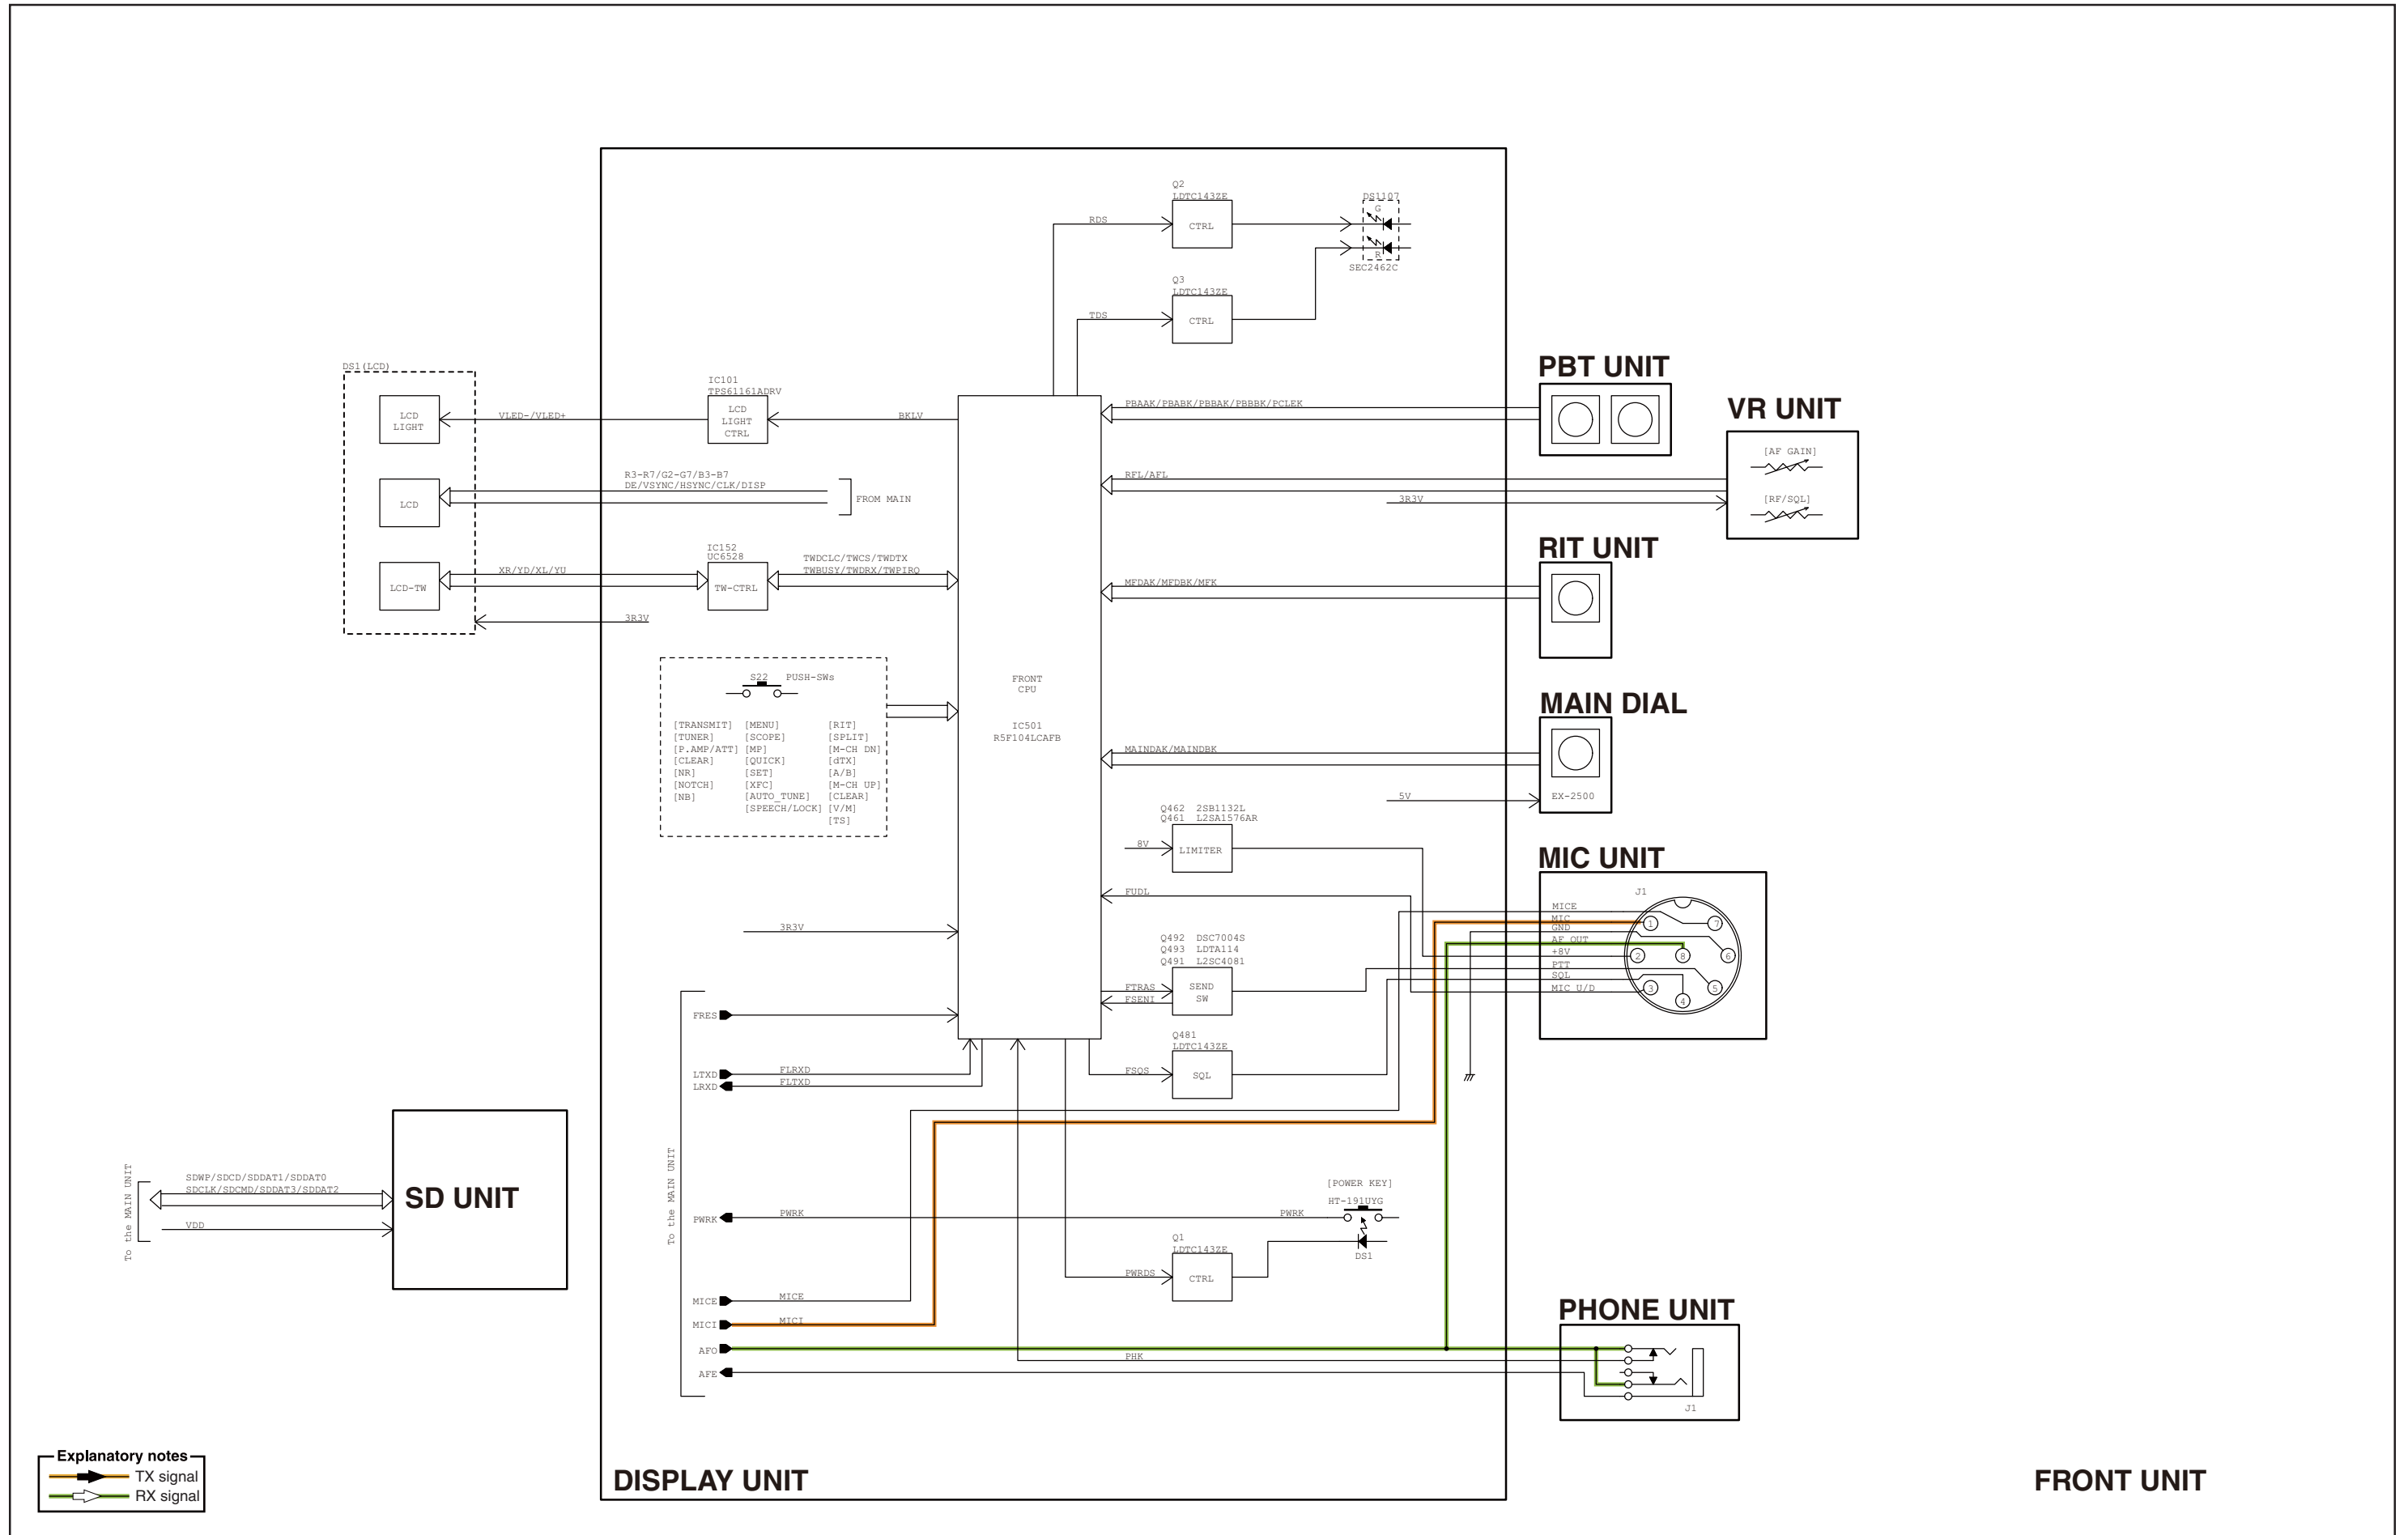 Q2
LDTC143ZE
CTRL
RDS
DS1107
G
R
SEC2462C
Q3
LDTC143ZE
CTRL
TDS
DS1(LCD)
LCD
LIGHT
VLED-/VLED+
IC101
TPS61161ADRV
LCD
LIGHT
CTRL
BKLV
R3-R7/G2-G7/B3-B7
DE/VSYNC/HSYNC/CLK/DISP
FROM MAIN
LCD
LCD-TW
XR/YD/XL/YU
IC152
UC6528
TW-CTRL
TWDCLC/TWCS/TWDTX
TWBUSY/TWDRX/TWPIRQ
3R3V
PBT UNIT
PBAAK/PBABK/PBBAK/PBBBK/PCLEK
VR UNIT
[AF GAIN]
[RF/SQL]
RFL/AFL
3R3V
RIT UNIT
MFDAK/MFDBK/MFK
S22 PUSH-SWs
[TRANSMIT] [MENU] [RIT]
[TUNER] [SCOPE] [SPLIT]
[P.AMP/ATT] [MP] [M-CH DN]
[CLEAR] [QUICK] [dTX]
[NR] [SET] [A/B]
[NOTCH] [XFC] [M-CH UP]
[NB] [AUTO_TUNE] [CLEAR]
[SPEECH/LOCK] [V/M]
[TS]
FRONT
CPU
IC501
R5F104LCAFB
MAIN DIAL
MAINDAK/MAINDBK
5V
EX-2500
Q462 2SB1132L
Q461 L2SA1576AR
8V
LIMITER
FUDL
MIC UNIT
J1
MICE
MIC
GND
AF OUT
+8V
PTT
SQL
MIC U/D
1
7
2
8
6
3
4
5
3R3V
Q492 DSC7004S
Q493 LDTA114
Q491 L2SC4081
FTRAS
FSENI
SEND
SW
Q481
LDTC143ZE
FSQS
SQL
FRES
LTXD
FLRXD
LRXD
FLTXD
To the MAIN UNIT
PWRK
PWRK
PWRK
[POWER KEY]
HT-191UYG
DS1
Q1
LDTC143ZE
PWRDS
CTRL
MICE
MICE
MICI
MICI
AFO
PHK
AFE
PHONE UNIT
J1
To the MAIN UNIT
SDWP/SDCD/SDDAT1/SDDAT0
SDCLK/SDCMD/SDDAT3/SDDAT2
VDD
SD UNIT
Explanatory notes
TX signal
RX signal
DISPLAY UNIT
FRONT UNIT